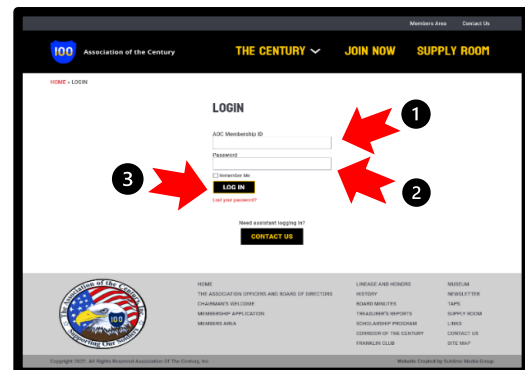 Members Area Contact Us
100 Association of the Century THE CENTURY JOIN NOW SUPPLY ROOM
HOME » LOGIN
LOGIN
1
AOC Membership ID
Password
Remember Me
2
3
LOG IN
Lost your password?
Need assistant logging in?
CONTACT US
Association of the Century, Inc.
100
Supporting Our Soldiers
HOME
THE ASSOCIATION OFFICERS AND BOARD OF DIRECTORS
CHAIRMAN'S WELCOME
MEMBERSHIP APPLICATION
MEMBERS AREA
LINEAGE AND HONORS
HISTORY
BOARD MINUTES
TREASURER'S REPORTS
SCHOLARSHIP PROGRAM
CORRIDOR OF THE CENTURY
FRANKLIN CLUB
MUSEUM
NEWSLETTER
TAPS
SUPPLY ROOM
LINKS
CONTACT US
SITE MAP
Copyright 2022. All Rights Reserved Association Of The Century, Inc. Website Created by Sublime Media Group